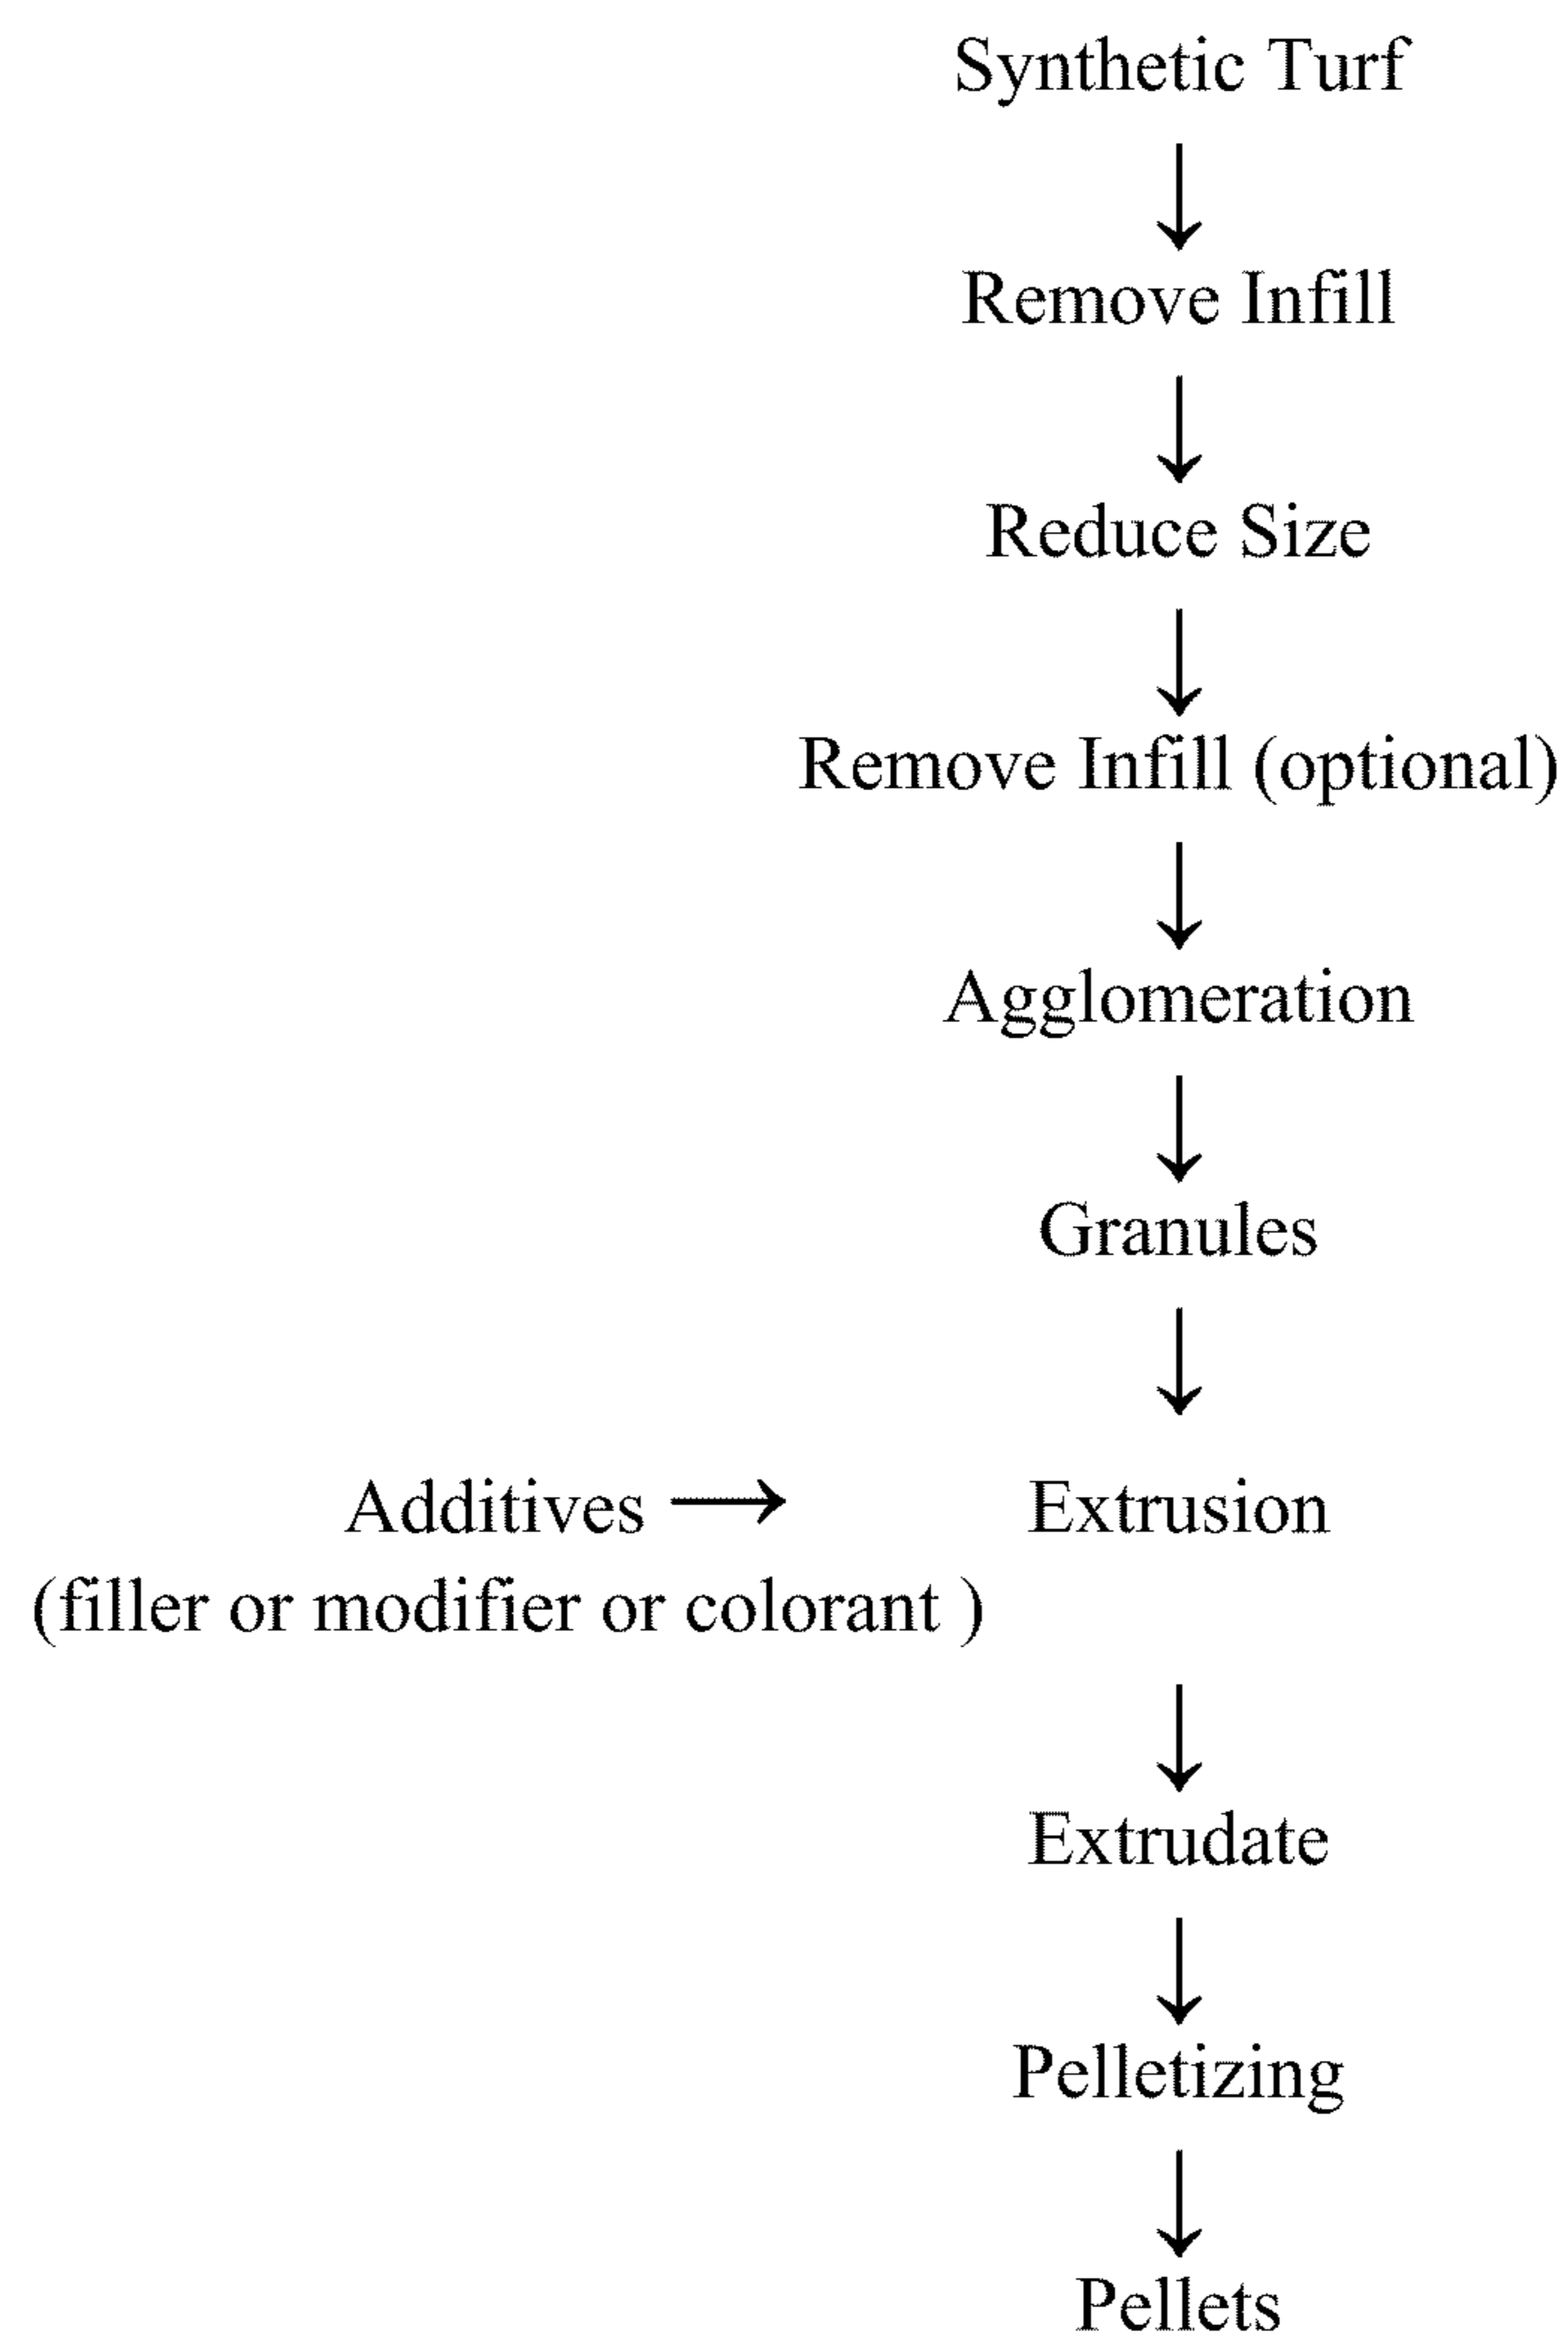 Synthetic Turf
Remove Infill
Reduce Size
Remove Infill (optional)
Agglomeration
Granules
Additives → Extrusion
(filler or modifier or colorant )
Extrudate
Pelletizing
Pellets